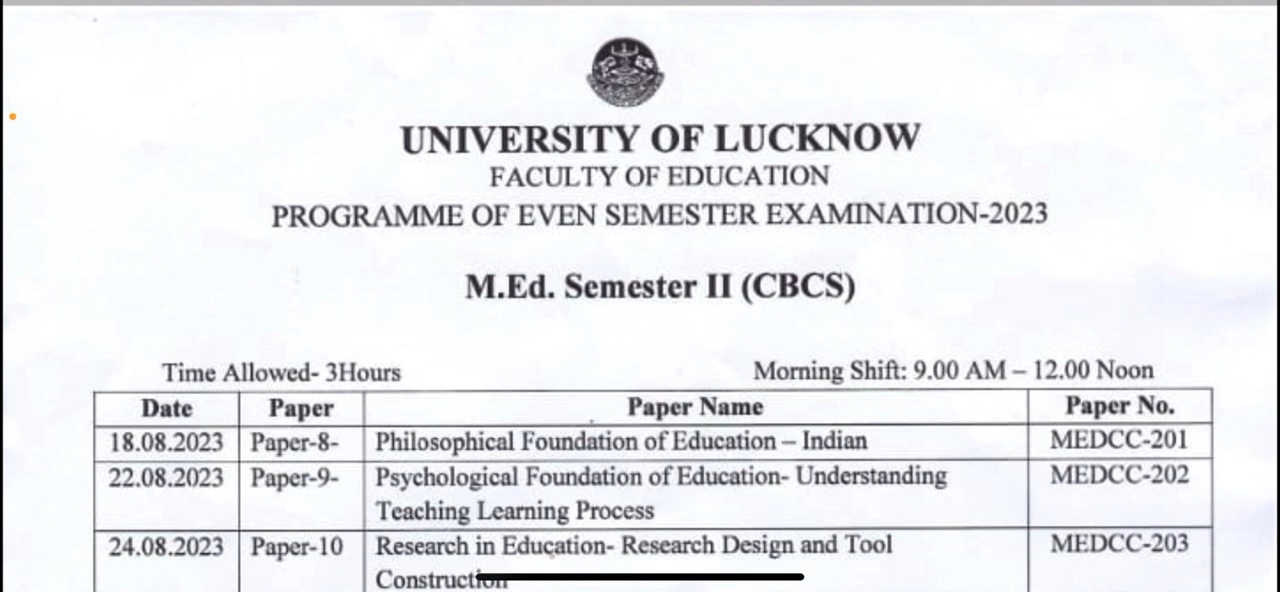 UNIVERSITY OF LUCKNOW
FACULTY OF EDUCATION
PROGRAMME OF EVEN SEMESTER EXAMINATION-2023
M.Ed. Semester II (CBCS)
Time Allowed- 3Hours Morning Shift: 9.00 AM – 12.00 Noon
Date Paper Paper Name Paper No.
18.08.2023 Paper-8- Philosophical Foundation of Education – Indian MEDCC-201
22.08.2023 Paper-9- Psychological Foundation of Education- Understanding MEDCC-202
Teaching Learning Process
24.08.2023 Paper-10 Research in Education- Research Design and Tool MEDCC-203
Construction